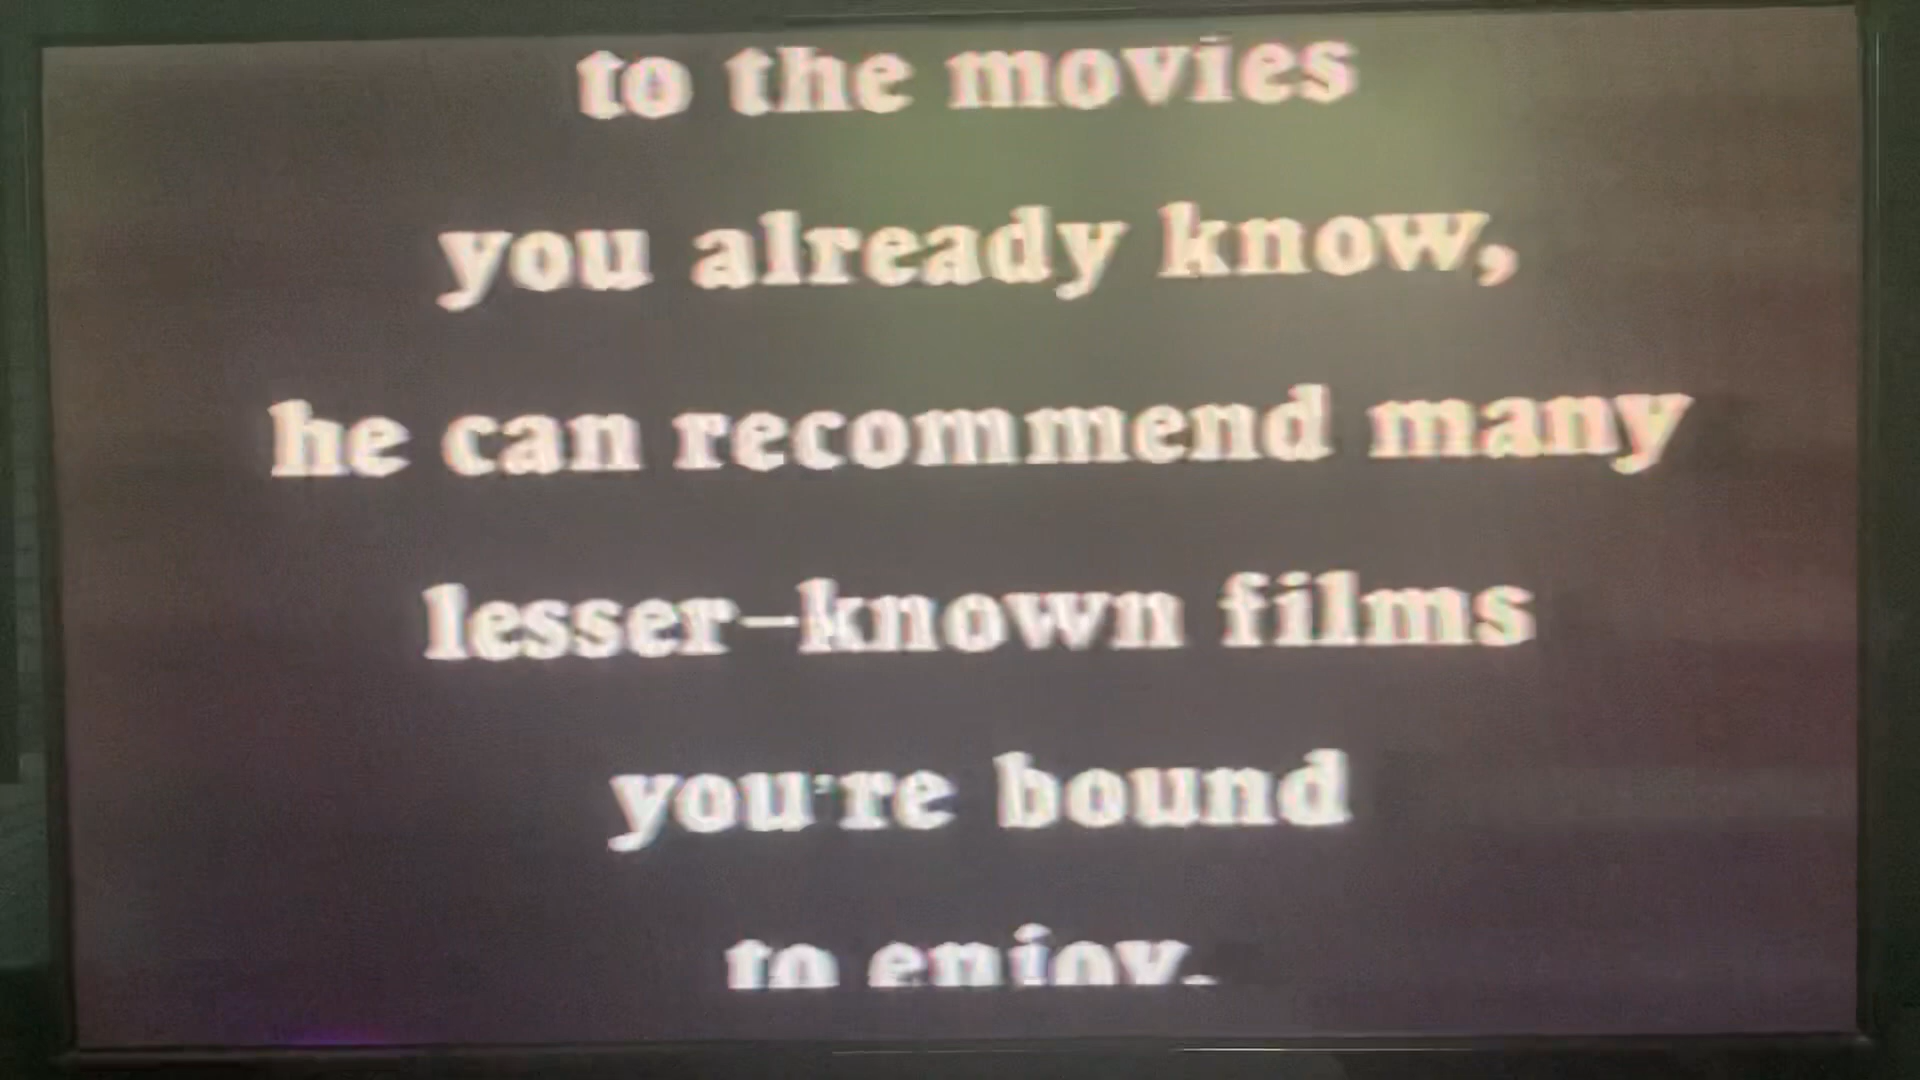 to the movies
you already know,
he can recommend many
lesser-known films
you're bound
to enjoy.